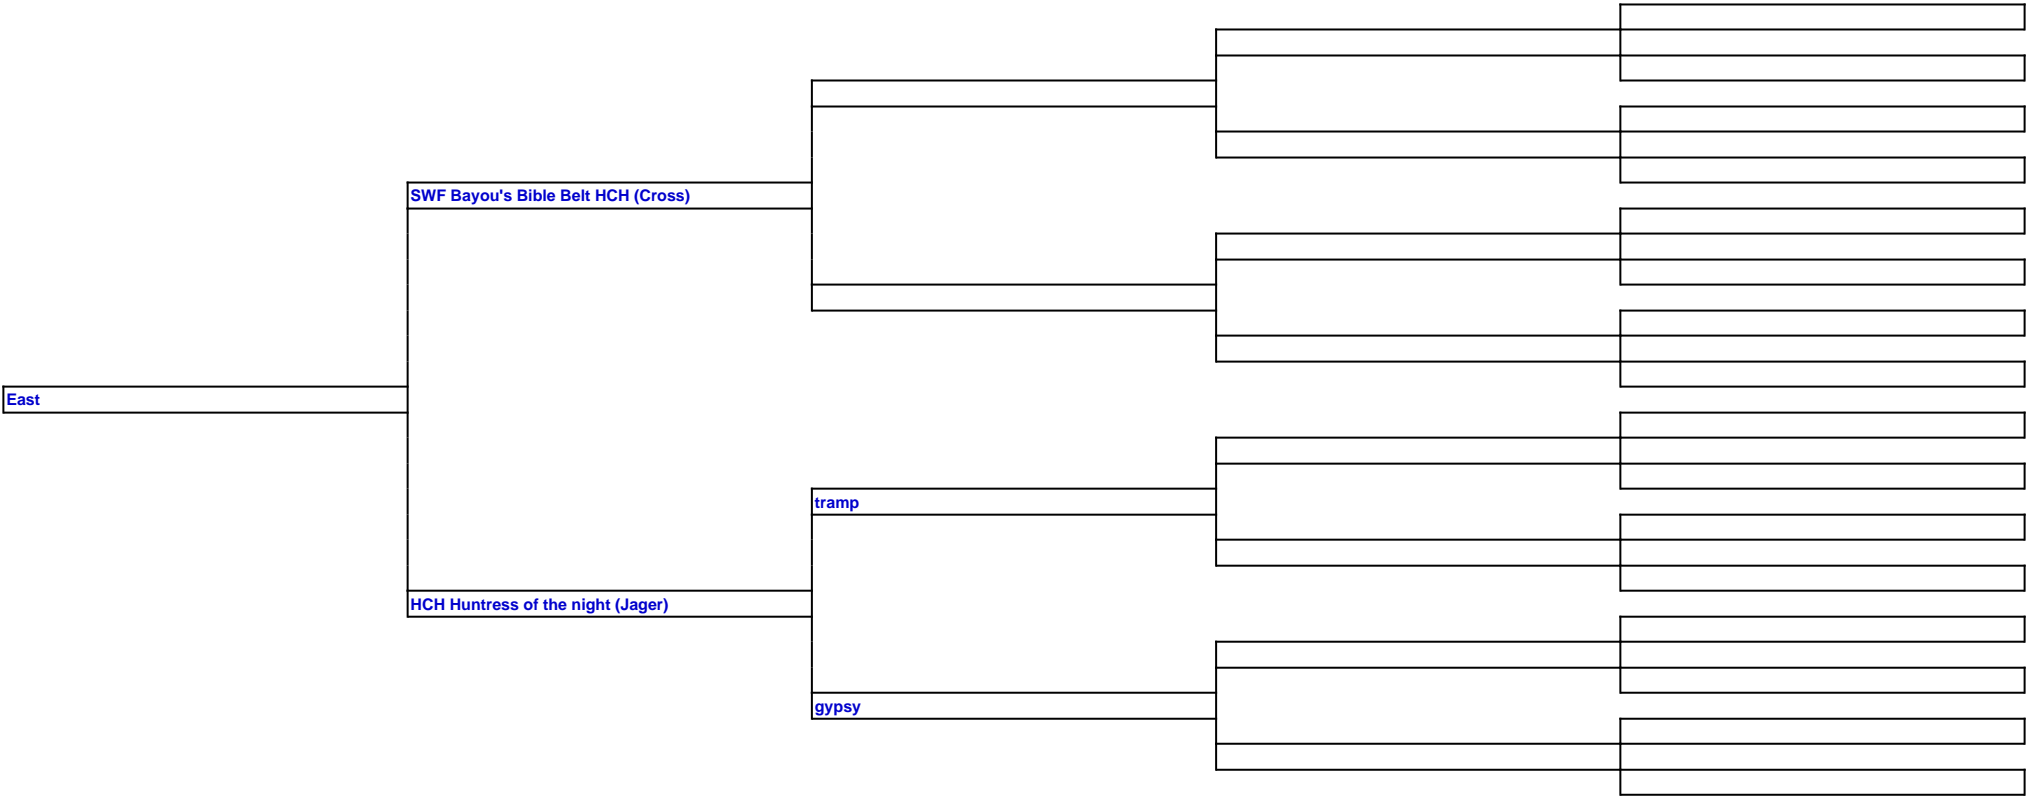 SWF Bayou's Bible Belt HCH (Cross)
East
tramp
HCH Huntress of the night (Jager)
gypsy